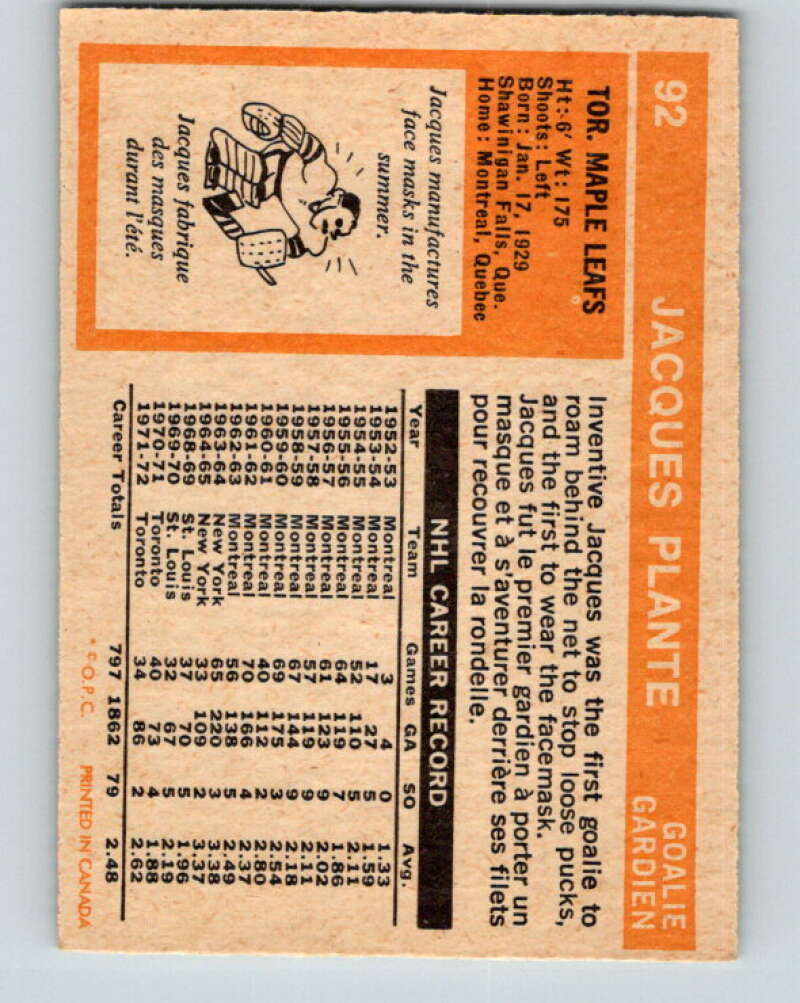 92 JACQUES PLANTE GOALIE
GARDIEN
TOR. MAPLE LEAFS
Ht: 6' Wt: 175
Shoots: Left
Born: Jan. 17, 1929
Shawinigan Falls, Que.
Home: Montreal, Quebec
Jacques manufactures
face masks in the
summer.
Jacques fabrique
des masques
durant l'été.
Inventive Jacques was the first goalie to
roam behind the net to stop loose pucks,
and the first to wear the facemask.
Jacques fut le premier gardien à porter un
masque et à s'aventurer derrière ses filets
pour recouvrer la rondelle.
NHL CAREER RECORD
Year Team Games GA SO Avg.
1952-53 Montreal 3 4 0 1.33
1953-54 Montreal 17 27 5 1.59
1954-55 Montreal 52 110 5 2.11
1955-56 Montreal 64 119 7 1.86
1956-57 Montreal 61 123 9 2.02
1957-58 Montreal 57 119 9 2.11
1958-59 Montreal 67 144 9 2.18
1959-60 Montreal 69 175 3 2.54
1960-61 Montreal 40 112 2 2.80
1961-62 Montreal 70 166 4 2.37
1962-63 Montreal 56 138 5 2.49
1963-64 New York 65 220 3 3.38
1964-65 New York 33 109 2 3.37
1968-69 St. Louis 37 70 5 1.96
1969-70 St. Louis 32 67 5 2.19
1970-71 Toronto 40 73 4 1.88
1971-72 Toronto 34 86 2 2.62
Career Totals 797 1862 79 2.48
* © O.P.C. PRINTED IN CANADA